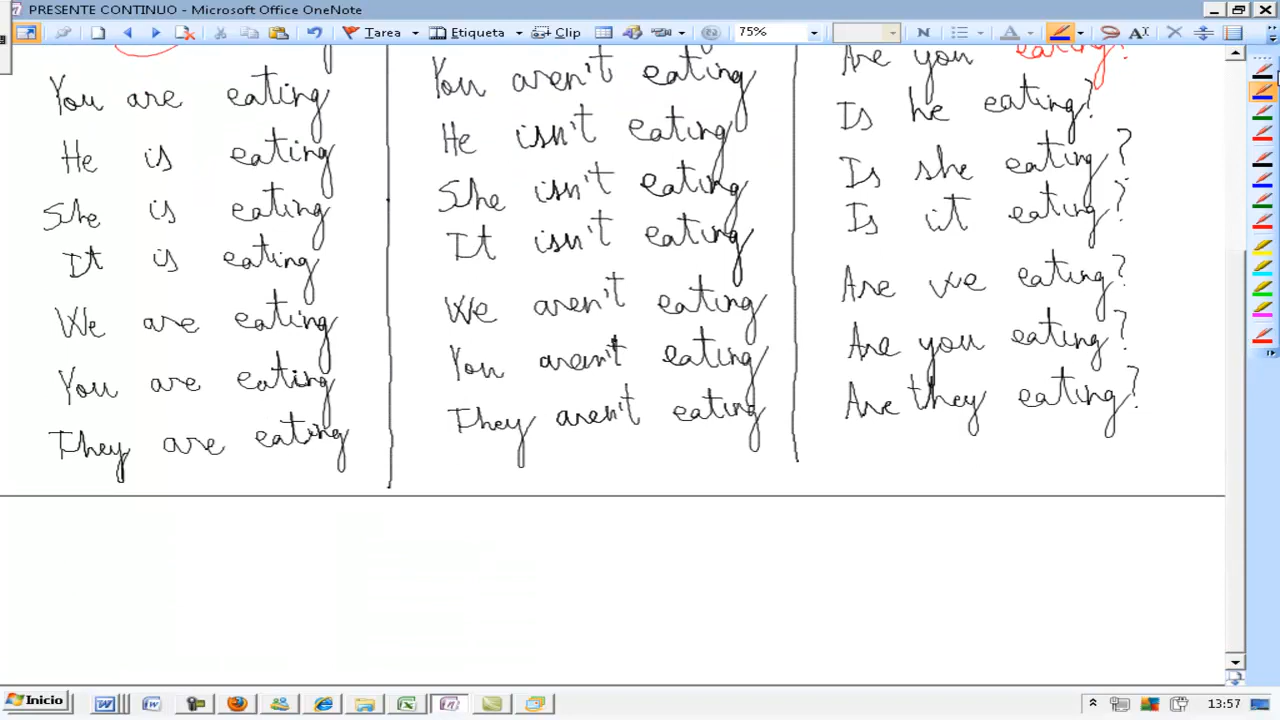 PRESENTE CONTINUO - Microsoft Office OneNote
Tarea Etiqueta Clip 75% N A
You are eating
He is eating
She is eating
It is eating
We are eating
You are eating
They are eating
You aren't eating
He isn't eating
She isn't eating
It isn't eating
We aren't eating
You aren't eating
They aren't eating
Are you eating?
Is he eating?
Is she eating?
Is it eating?
Are we eating?
Are you eating?
Are they eating?
Inicio 13:57